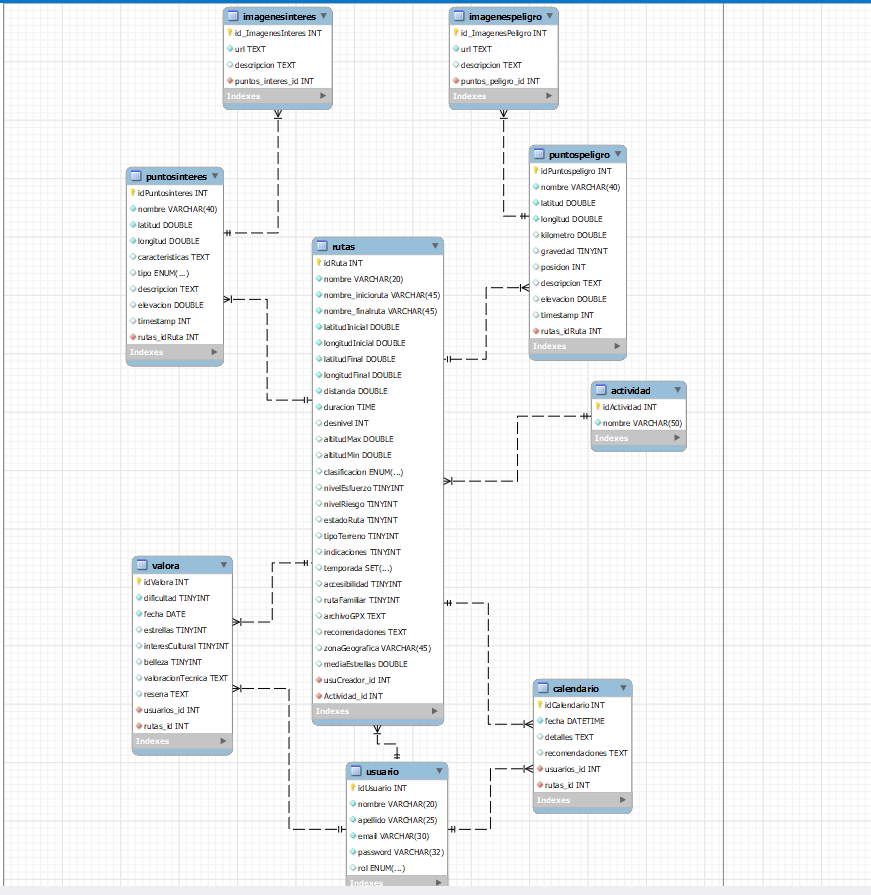 imagenesinteres
id_ImagenesInteres INT
url TEXT
descripcion TEXT
puntos_interes_id INT
Indexes
imagenespeligro
id_ImagenesPeligro INT
url TEXT
descripcion TEXT
puntos_peligro_id INT
Indexes
puntosinteres
idPuntosinteres INT
nombre VARCHAR(40)
latitud DOUBLE
longitud DOUBLE
caracteristicas TEXT
tipo ENUM(...)
descripcion TEXT
elevacion DOUBLE
timestamp INT
rutas_idRuta INT
Indexes
puntospeligro
idPuntospeligro INT
nombre VARCHAR(40)
latitud DOUBLE
longitud DOUBLE
kilometro DOUBLE
gravedad TINYINT
posidon INT
descripcion TEXT
elevacion DOUBLE
timestamp INT
rutas_idRuta INT
Indexes
rutas
idRuta INT
nombre VARCHAR(20)
nombre_inicioruta VARCHAR(45)
nombre_finalruta VARCHAR(45)
latitudInicial DOUBLE
longitudInicial DOUBLE
latitudFinal DOUBLE
longitudFinal DOUBLE
distancia DOUBLE
duracion TIME
desnivel INT
altitudMax DOUBLE
altitudMin DOUBLE
clasificacion ENUM(...)
nivelEsfuerzo TINYINT
nivelRiesgo TINYINT
estadoRuta TINYINT
tipoTerreno TINYINT
indicaciones TINYINT
temporada SET(...)
accesibilidad TINYINT
rutaFamiliar TINYINT
archivoGPX TEXT
recomendaciones TEXT
zonaGeografica VARCHAR(45)
mediaEstrellas DOUBLE
usuCreador_id INT
Actividad_id INT
Indexes
actividad
idActividad INT
nombre VARCHAR(50)
Indexes
valora
idValora INT
dificultad TINYINT
fecha DATE
estrellas TINYINT
interesCultural TINYINT
belleza TINYINT
valoracionTecnica TEXT
resena TEXT
usuarios_id INT
rutas_id INT
Indexes
calendario
idCalendario INT
fecha DATETIME
detalles TEXT
recomendaciones TEXT
usuarios_id INT
rutas_id INT
Indexes
usuario
idUsuario INT
nombre VARCHAR(20)
apellido VARCHAR(25)
email VARCHAR(30)
password VARCHAR(32)
rol ENUM(...)
Indexes